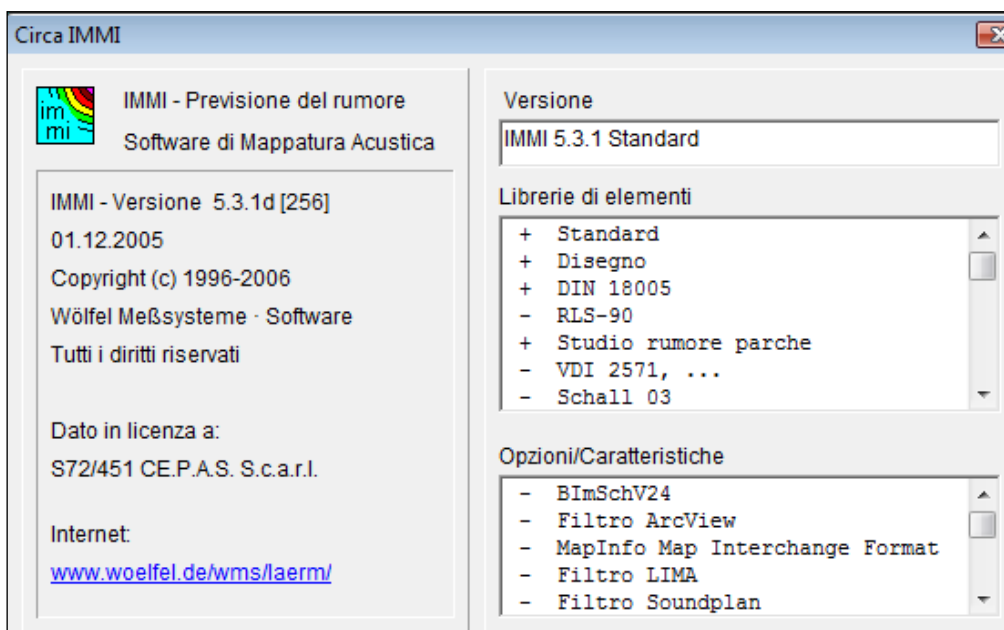 Circa IMMI
im
mi
IMMI - Previsione del rumore
Software di Mappatura Acustica
IMMI - Versione 5.3.1d [256]
01.12.2005
Copyright (c) 1996-2006
Wölfel Meßsysteme · Software
Tutti i diritti riservati
Dato in licenza a:
S72/451 CE.P.A.S. S.c.a.r.l.
Internet:
www.woelfel.de/wms/laerm/
Versione
IMMI 5.3.1 Standard
Librerie di elementi
+ Standard
+ Disegno
+ DIN 18005
- RLS-90
+ Studio rumore parche
- VDI 2571, ...
- Schall 03
Opzioni/Caratteristiche
- BImSchV24
- Filtro ArcView
- MapInfo Map Interchange Format
- Filtro LIMA
- Filtro Soundplan